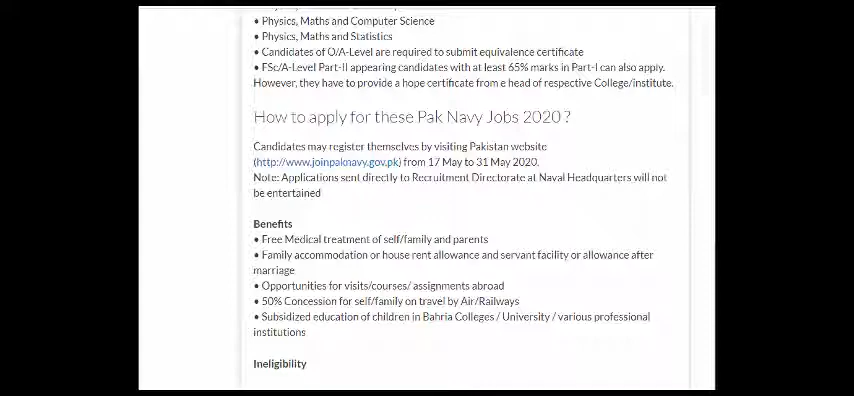 • Physics, Maths and Computer Science
• Physics, Maths and Statistics
• Candidates of O/A-Level are required to submit equivalence certificate
• FSc/A-Level Part-II appearing candidates with at least 65% marks in Part-I can also apply.
However, they have to provide a hope certificate from e head of respective College/institute.
How to apply for these Pak Navy Jobs 2020 ?
Candidates may register themselves by visiting Pakistan website
(http://www.joinpaknavy.gov.pk) from 17 May to 31 May 2020.
Note: Applications sent directly to Recruitment Directorate at Naval Headquarters will not
be entertained
Benefits
• Free Medical treatment of self/family and parents
• Family accommodation or house rent allowance and servant facility or allowance after
marriage
• Opportunities for visits/courses/ assignments abroad
• 50% Concession for self/family on travel by Air/Railways
• Subsidized education of children in Bahria Colleges / University / various professional
institutions
Ineligibility